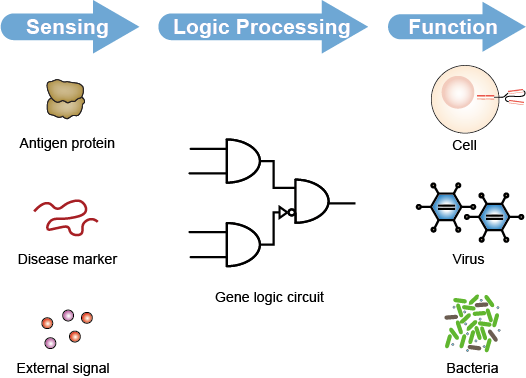 Sensing
Logic Processing
Function
Antigen protein
Disease marker
External signal
Gene logic circuit
Cell
Virus
Bacteria